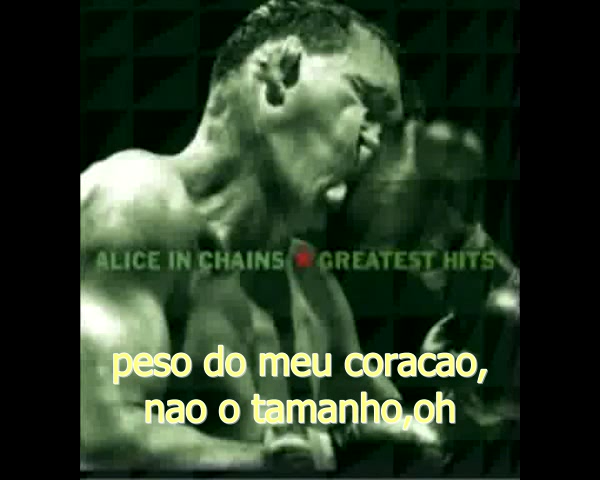 ALICE IN CHAINS ★ GREATEST HITS
peso do meu coracao,
nao o tamanho,oh